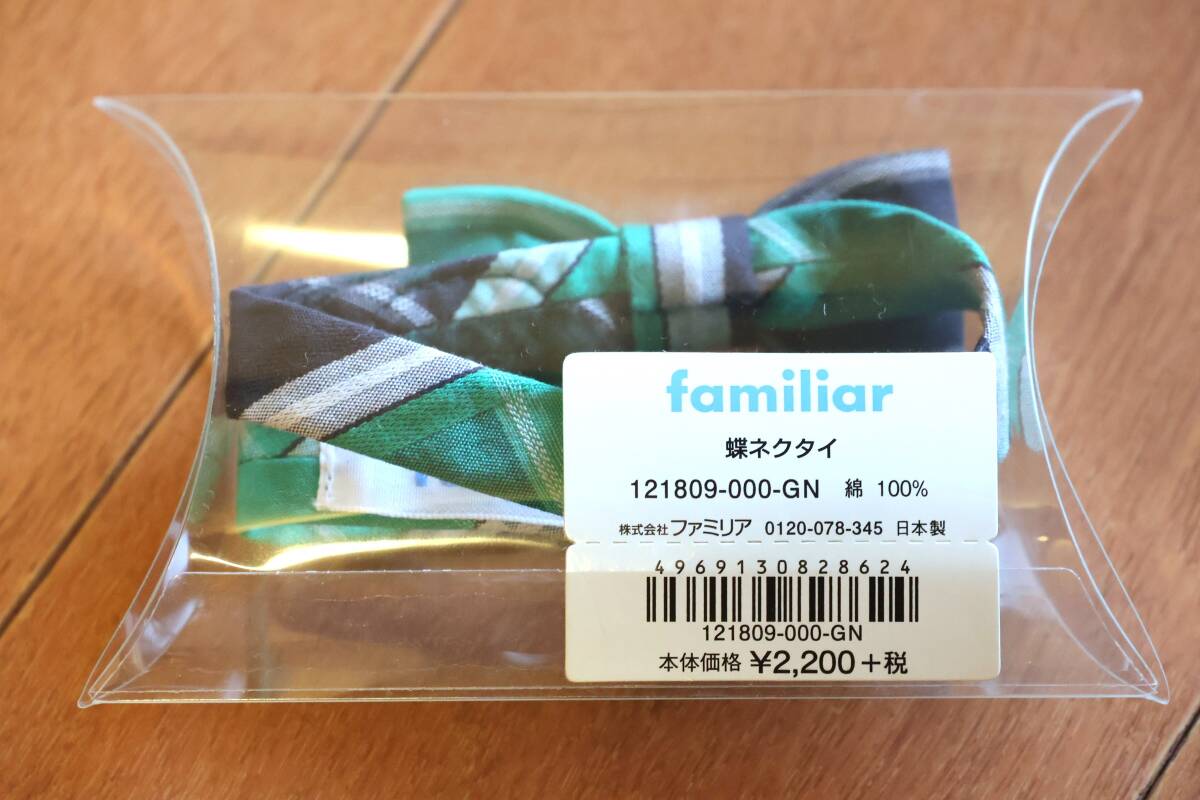 familiar
蝶ネクタイ
121809-000-GN 綿 100%
株式会社ファミリア 0120-078-345 日本製
4969130828624
121809-000-GN
本体価格 ¥2,200+税